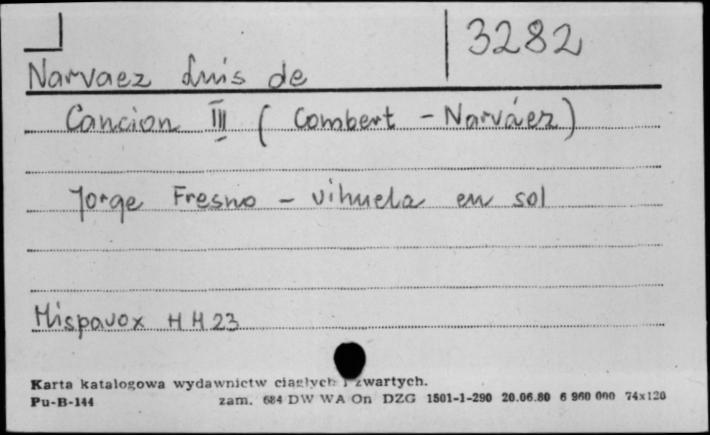 3282
Narvaez Luis de
Cancion III ( Combert - Narváez)
Jorge Fresno - vihuela en sol
Hispavox HH 23
Karta katalogowa wydawnictw ciągłych i zwartych.
Pu-B-144 zam. 684 DW WA On DZG 1501-1-290 20.06.80 6 960 000 74x120